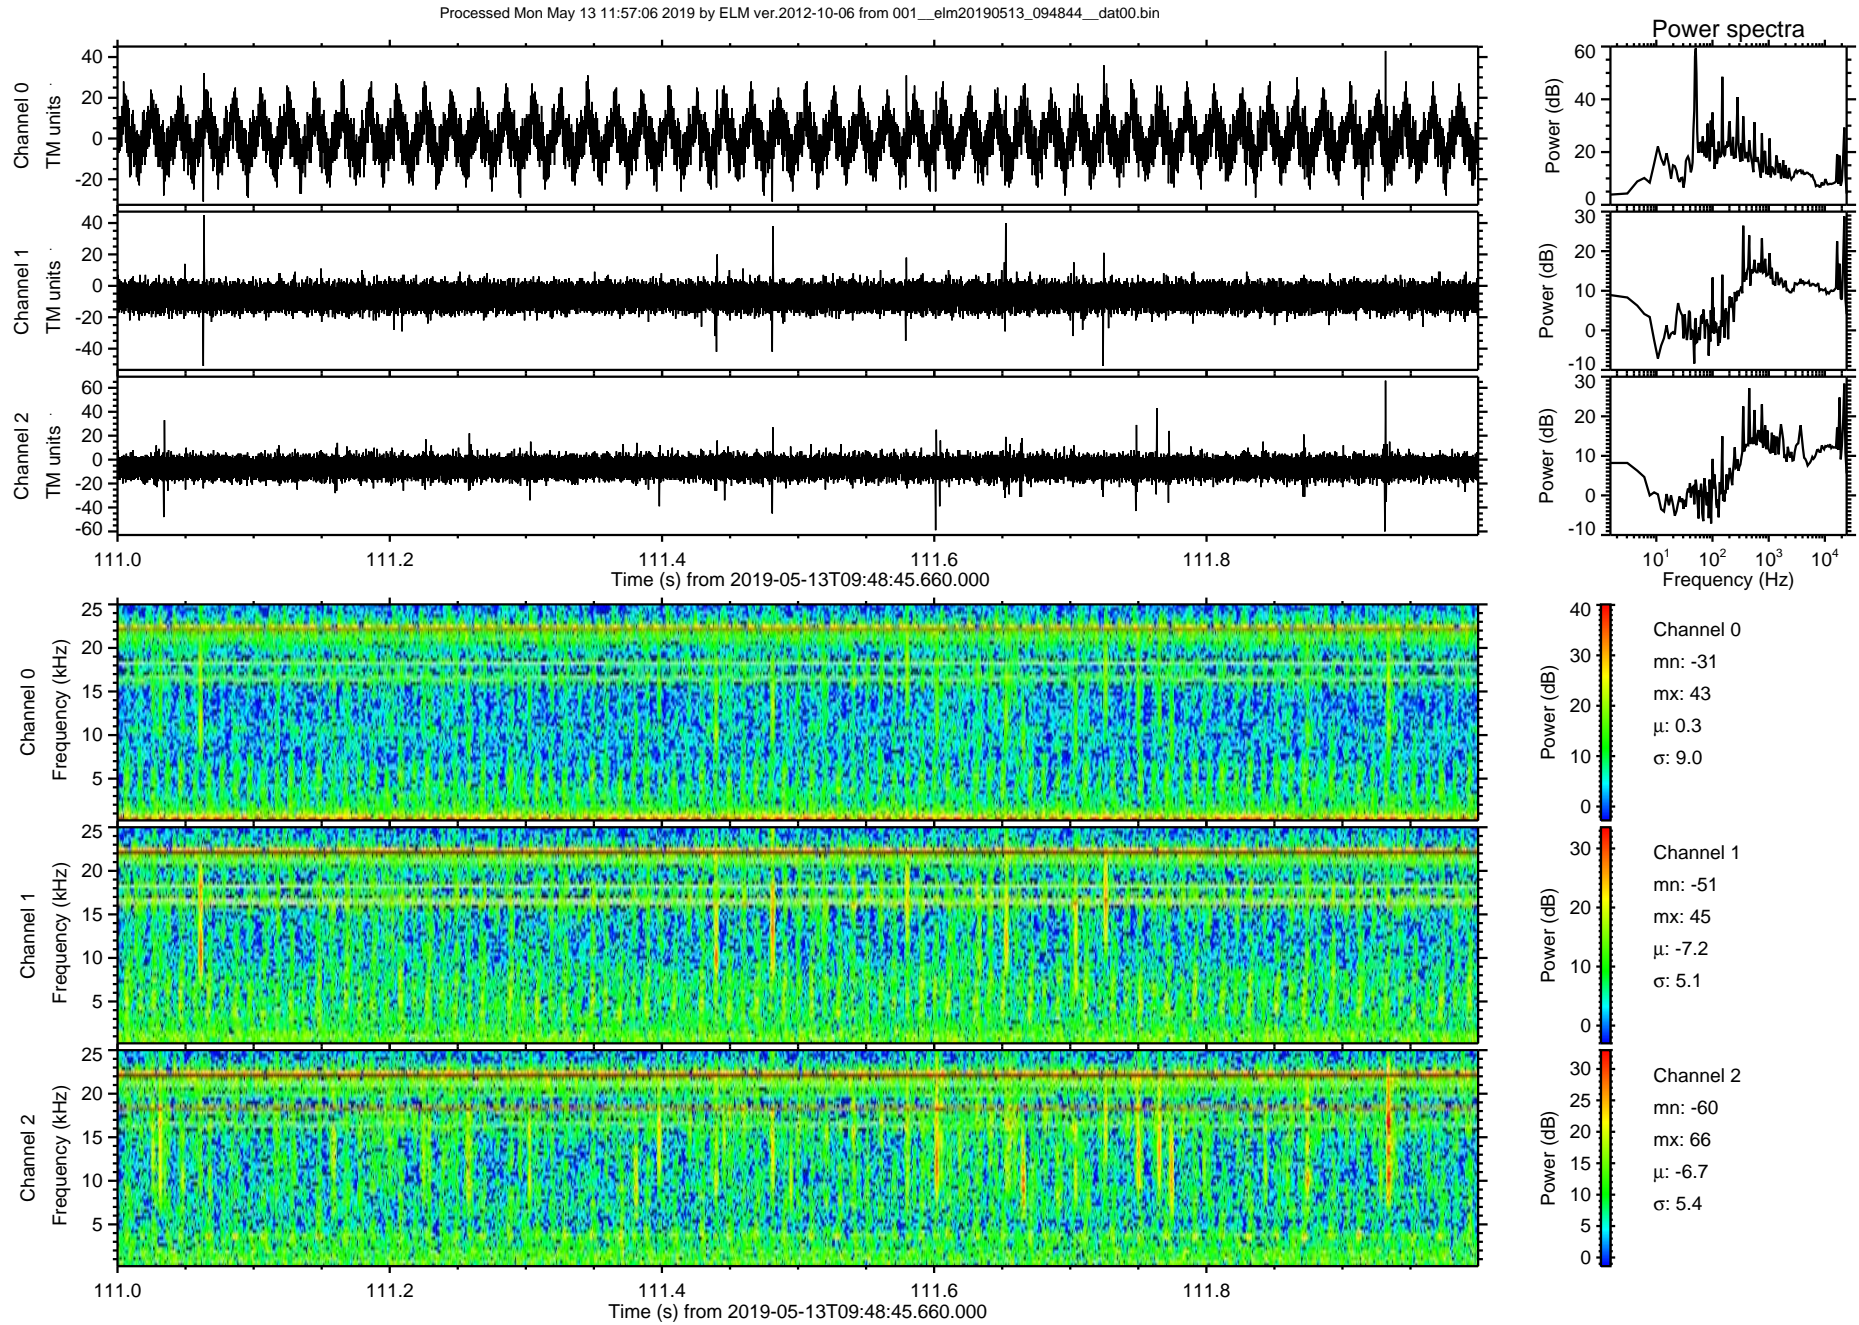 Processed Mon May 13 11:57:06 2019 by ELM ver.2012-10-06 from 001__elm20190513_094844__dat00.bin
Power spectra
Channel 0
TM units
40
20
0
-20
Power (dB)
60
40
20
0
Channel 1
TM units
40
20
0
-20
-40
Power (dB)
30
20
10
0
-10
Channel 2
TM units
60
40
20
0
-20
-40
-60
Power (dB)
30
20
10
0
-10
111.0 111.2 111.4 111.6 111.8
Time (s) from 2019-05-13T09:48:45.660.000
10^1 10^2 10^3 10^4
Frequency (Hz)
Channel 0
Frequency (kHz)
25
20
15
10
5
Power (dB)
40
30
20
10
0
Channel 0
mn: -31
mx: 43
μ: 0.3
σ: 9.0
Channel 1
Frequency (kHz)
25
20
15
10
5
Power (dB)
30
20
10
0
Channel 1
mn: -51
mx: 45
μ: -7.2
σ: 5.1
Channel 2
Frequency (kHz)
25
20
15
10
5
Power (dB)
30
25
20
15
10
5
0
Channel 2
mn: -60
mx: 66
μ: -6.7
σ: 5.4
111.0 111.2 111.4 111.6 111.8
Time (s) from 2019-05-13T09:48:45.660.000